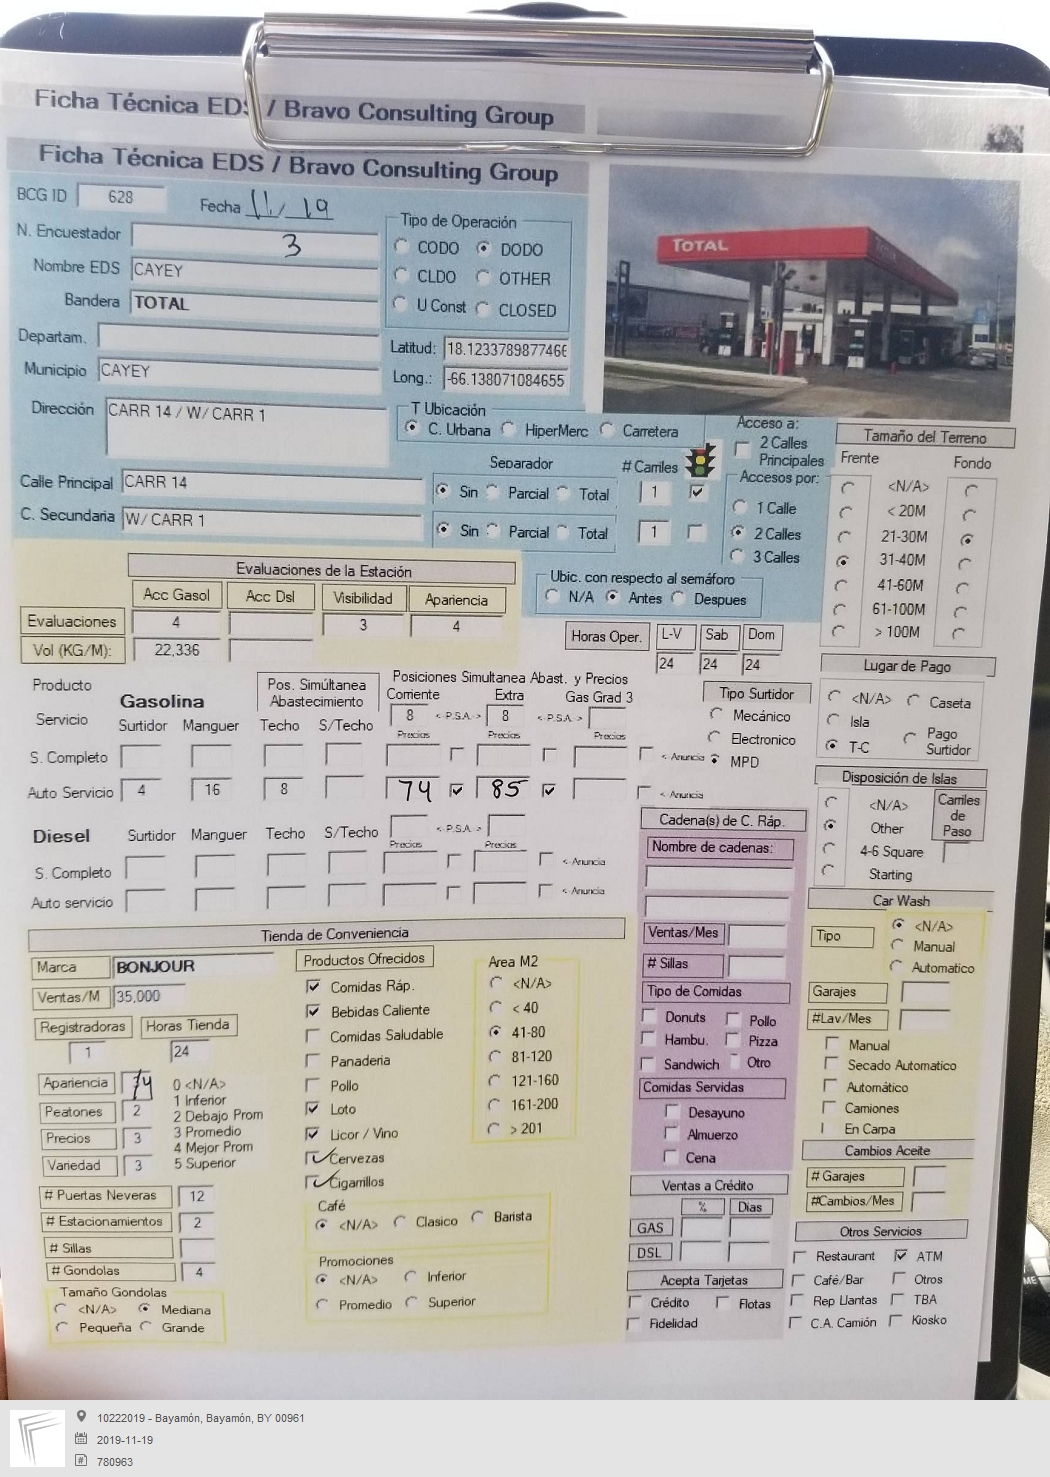 Ficha Técnica EDS / Bravo Consulting Group
Ficha Técnica EDS / Bravo Consulting Group
BCG ID 628 Fecha 11/19
N. Encuestador 3
Nombre EDS CAYEY
Bandera TOTAL
Departam.
Municipio CAYEY
Dirección CARR 14 / W/ CARR 1
Calle Principal CARR 14
C. Secundaria W/ CARR 1
Tipo de Operación
CODO DODO
CLDO OTHER
U Const CLOSED
Latitud: 18.1233789877466
Long.: -66.138071084655
TOTAL
T Ubicación
C. Urbana HiperMerc Carretera
Separador # Carriles
Sin Parcial Total 1
Sin Parcial Total 1
Acceso a:
2 Calles
Principales
Accesos por:
1 Calle
2 Calles
3 Calles
Ubic. con respecto al semáforo
N/A Antes Despues
Tamaño del Terreno
Frente Fondo
<N/A>
< 20M
21-30M
31-40M
41-60M
61-100M
> 100M
Evaluaciones de la Estación
Acc Gasol Acc Dsl Visibilidad Apariencia
Evaluaciones 4 3 4
Vol (KG/M): 22,336
Horas Oper. L-V Sab Dom
24 24 24
Producto Gasolina
Servicio Surtidor Manguer
Pos. Simúltanea
Abastecimiento
Techo S/Techo
Posiciones Simultanea Abast. y Precios
Corriente Extra Gas Grad 3
8 <-P.S.A.-> 8 <-P.S.A.->
Precios Precios Precios
S. Completo <- Anuncia
Auto Servicio 4 16 8 74 85 <- Anuncia
Diesel Surtidor Manguer Techo S/Techo <-P.S.A.->
Precios Precios
S. Completo <- Anuncia
Auto servicio <- Anuncia
Tipo Surtidor
Mecánico
Electronico
MPD
Lugar de Pago
<N/A> Caseta
Isla
T-C Pago
Surtidor
Disposición de Islas
<N/A>
Other
4-6 Square
Starting
Carriles
de
Paso
Cadena(s) de C. Ráp.
Nombre de cadenas:
Ventas/Mes
# Sillas
Tipo de Comidas
Donuts Pollo
Hambu. Pizza
Sandwich Otro
Comidas Servidas
Desayuno
Almuerzo
Cena
Ventas a Crédito
% Dias
GAS
DSL
Acepta Tarjetas
Crédito Flotas
Fidelidad
Car Wash
Tipo <N/A>
Manual
Automatico
Garajes
#Lav/Mes
Manual
Secado Automatico
Automático
Camiones
En Carpa
Cambios Aceite
# Garajes
#Cambios/Mes
Otros Servicios
Restaurant ATM
Café/Bar Otros
Rep Llantas TBA
C.A. Camión Kiosko
Tienda de Conveniencia
Marca BONJOUR
Ventas/M 35,000
Registradoras Horas Tienda
1 24
Apariencia 4 0 <N/A>
1 Inferior
Peatones 2 2 Debajo Prom
3 Promedio
Precios 3 4 Mejor Prom
Variedad 3 5 Superior
# Puertas Neveras 12
# Estacionamientos 2
# Sillas
# Gondolas 4
Tamaño Gondolas
<N/A> Mediana
Pequeña Grande
Productos Ofrecidos
Comidas Ráp.
Bebidas Caliente
Comidas Saludable
Panaderia
Pollo
Loto
Licor / Vino
Cervezas
Cigarrillos
Area M2
<N/A>
< 40
41-80
81-120
121-160
161-200
> 201
Café
<N/A> Clasico Barista
Promociones
<N/A> Inferior
Promedio Superior
10222019 - Bayamón, Bayamón, BY 00961
2019-11-19
780963